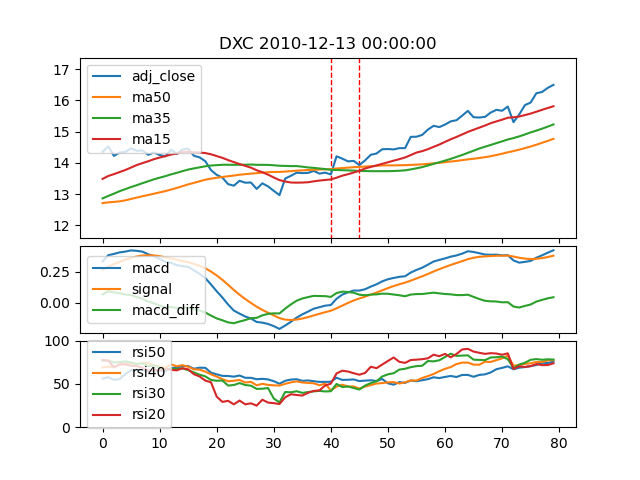 DXC 2010-12-13 00:00:00
17
16
15
14
13
12
adj_close
ma50
ma35
ma15
0.25
0.00
macd
signal
macd_diff
100
50
0
rsi50
rsi40
rsi30
rsi20
0 10 20 30 40 50 60 70 80